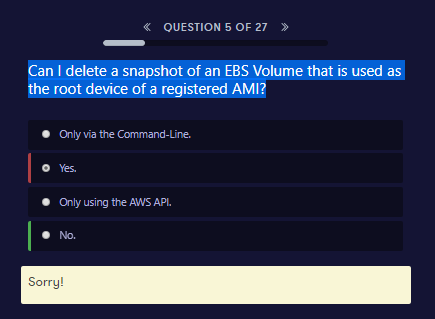 « QUESTION 5 OF 27 »
Can I delete a snapshot of an EBS Volume that is used as
the root device of a registered AMI?
Only via the Command-Line.
Yes.
Only using the AWS API.
No.
Sorry!